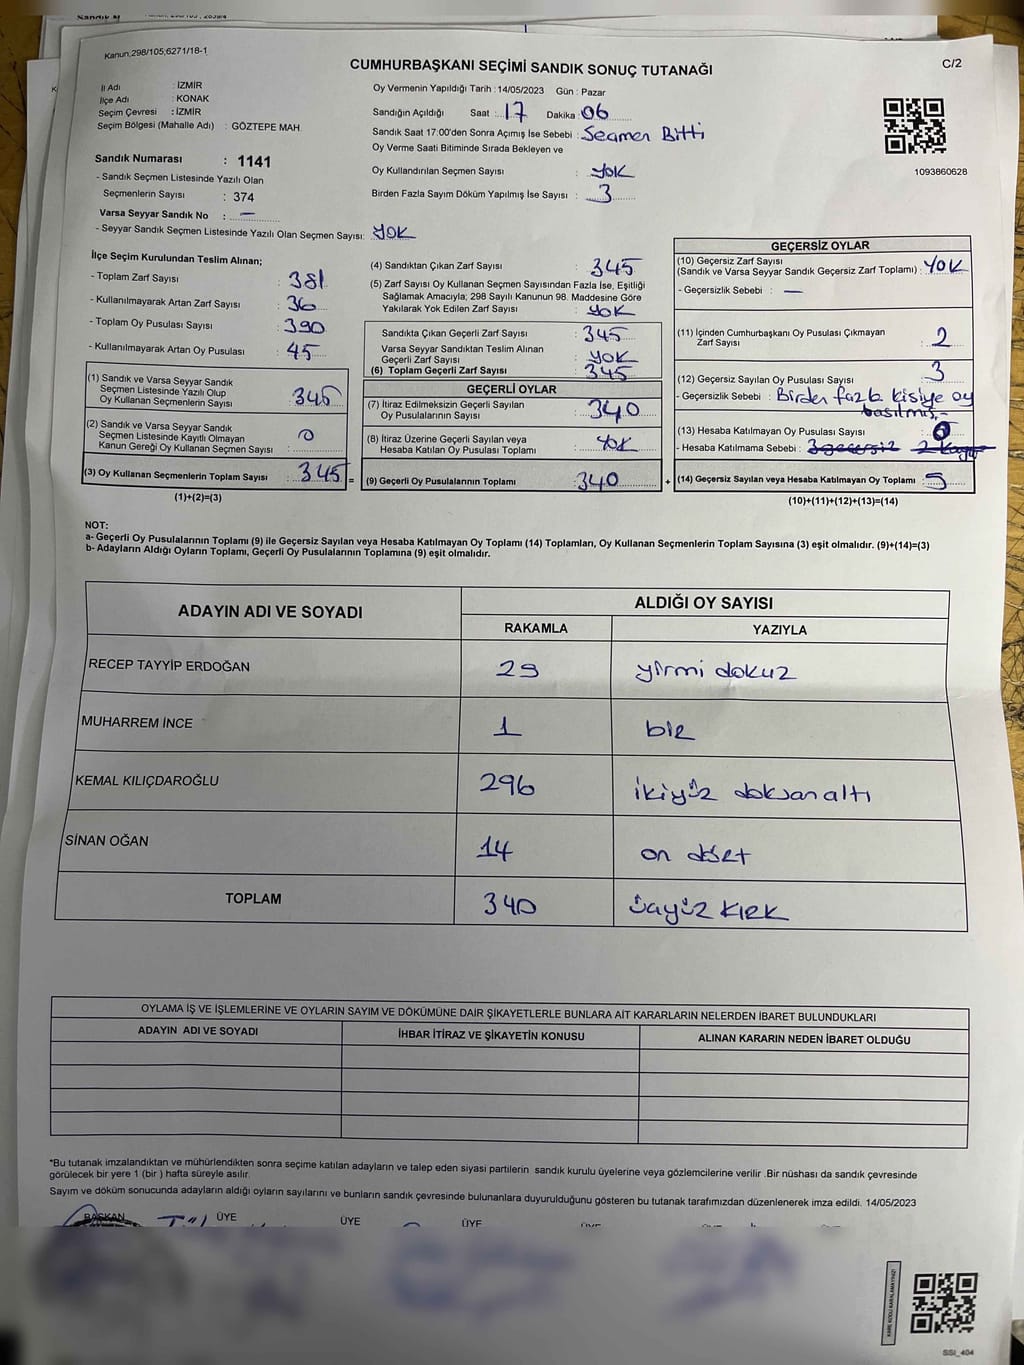 Kanun;298/105;6271/18-1
CUMHURBAŞKANI SEÇİMİ SANDIK SONUÇ TUTANAĞI
C/2
İl Adı : İZMİR
İlçe Adı : KONAK
Seçim Çevresi : İZMİR
Seçim Bölgesi (Mahalle Adı) : GÖZTEPE MAH.
Sandık Numarası : 1141
- Sandık Seçmen Listesinde Yazılı Olan
Seçmenlerin Sayısı : 374
Varsa Seyyar Sandık No : —
- Seyyar Sandık Seçmen Listesinde Yazılı Olan Seçmen Sayısı: YOK
Oy Vermenin Yapıldığı Tarih : 14/05/2023 Gün : Pazar
Sandığın Açıldığı Saat : 17 Dakika : 06
Sandık Saat 17:00'den Sonra Açımış İse Sebebi : Seçmen Bitti
Oy Verme Saati Bitiminde Sırada Bekleyen ve
Oy Kullandırılan Seçmen Sayısı : YOK
Birden Fazla Sayım Döküm Yapılmış İse Sayısı : 3
1093860628
İlçe Seçim Kurulundan Teslim Alınan;
- Toplam Zarf Sayısı : 381
- Kullanılmayarak Artan Zarf Sayısı : 36
- Toplam Oy Pusulası Sayısı : 390
- Kullanılmayarak Artan Oy Pusulası : 45
(1) Sandık ve Varsa Seyyar Sandık
Seçmen Listesinde Yazılı Olup
Oy Kullanan Seçmenlerin Sayısı : 345
(2) Sandık ve Varsa Seyyar Sandık
Seçmen Listesinde Kayıtlı Olmayan
Kanun Gereği Oy Kullanan Seçmen Sayısı : 0
(3) Oy Kullanan Seçmenlerin Toplam Sayısı : 345 =
(1)+(2)=(3)
(4) Sandıktan Çıkan Zarf Sayısı : 345
(5) Zarf Sayısı Oy Kullanan Seçmen Sayısından Fazla İse, Eşitliği
Sağlamak Amacıyla; 298 Sayılı Kanunun 98. Maddesine Göre
Yakılarak Yok Edilen Zarf Sayısı : YOK
Sandıkta Çıkan Geçerli Zarf Sayısı : 345
Varsa Seyyar Sandıktan Teslim Alınan
Geçerli Zarf Sayısı : YOK
(6) Toplam Geçerli Zarf Sayısı : 345
GEÇERLİ OYLAR
(7) İtiraz Edilmeksizin Geçerli Sayılan
Oy Pusulalarının Sayısı : 340
(8) İtiraz Üzerine Geçerli Sayılan veya
Hesaba Katılan Oy Pusulası Toplamı : YOK
(9) Geçerli Oy Pusulalarının Toplamı : 340 +
GEÇERSİZ OYLAR
(10) Geçersiz Zarf Sayısı
(Sandık ve Varsa Seyyar Sandık Geçersiz Zarf Toplamı) : YOK
- Geçersizlik Sebebi : —
(11) İçinden Cumhurbaşkanı Oy Pusulası Çıkmayan
Zarf Sayısı : 2
(12) Geçersiz Sayılan Oy Pusulası Sayısı : 3
- Geçersizlik Sebebi : Birden fazla kişiye oy
basılmış.-
(13) Hesaba Katılmayan Oy Pusulası Sayısı : 0
- Hesaba Katılmama Sebebi : 3 geçersiz
(14) Geçersiz Sayılan veya Hesaba Katılmayan Oy Toplamı : 5
(10)+(11)+(12)+(13)=(14)
NOT:
a- Geçerli Oy Pusulalarının Toplamı (9) ile Geçersiz Sayılan veya Hesaba Katılmayan Oy Toplamı (14) Toplamları, Oy Kullanan Seçmenlerin Toplam Sayısına (3) eşit olmalıdır. (9)+(14)=(3)
b- Adayların Aldığı Oyların Toplamı, Geçerli Oy Pusulalarının Toplamına (9) eşit olmalıdır.
ADAYIN ADI VE SOYADI
ALDIĞI OY SAYISI
RAKAMLA YAZIYLA
RECEP TAYYİP ERDOĞAN 29 yirmi dokuz
MUHARREM İNCE 1 bir
KEMAL KILIÇDAROĞLU 296 ikiyüz doksan altı
SİNAN OĞAN 14 on dört
TOPLAM 340 üçyüz kırk
OYLAMA İŞ VE İŞLEMLERİNE VE OYLARIN SAYIM VE DÖKÜMÜNE DAİR ŞİKAYETLERLE BUNLARA AİT KARARLARIN NELERDEN İBARET BULUNDUKLARI
ADAYIN ADI VE SOYADI İHBAR İTİRAZ VE ŞİKAYETİN KONUSU ALINAN KARARIN NEDEN İBARET OLDUĞU
*Bu tutanak imzalandıktan ve mühürlendikten sonra seçime katılan adayların ve talep eden siyasi partilerin sandık kurulu üyelerine veya gözlemcilerine verilir .Bir nüshası da sandık çevresinde
görülecek bir yere 1 (bir ) hafta süreyle asılır.
Sayım ve döküm sonucunda adayların aldığı oyların sayılarını ve bunların sandık çevresinde bulunanlara duyurulduğunu gösteren bu tutanak tarafımızdan düzenlenerek imza edildi. 14/05/2023
BAŞKAN ÜYE ÜYE ÜYE ÜYE
KARE KODU KARALAMAYINIZ!
SSI_404